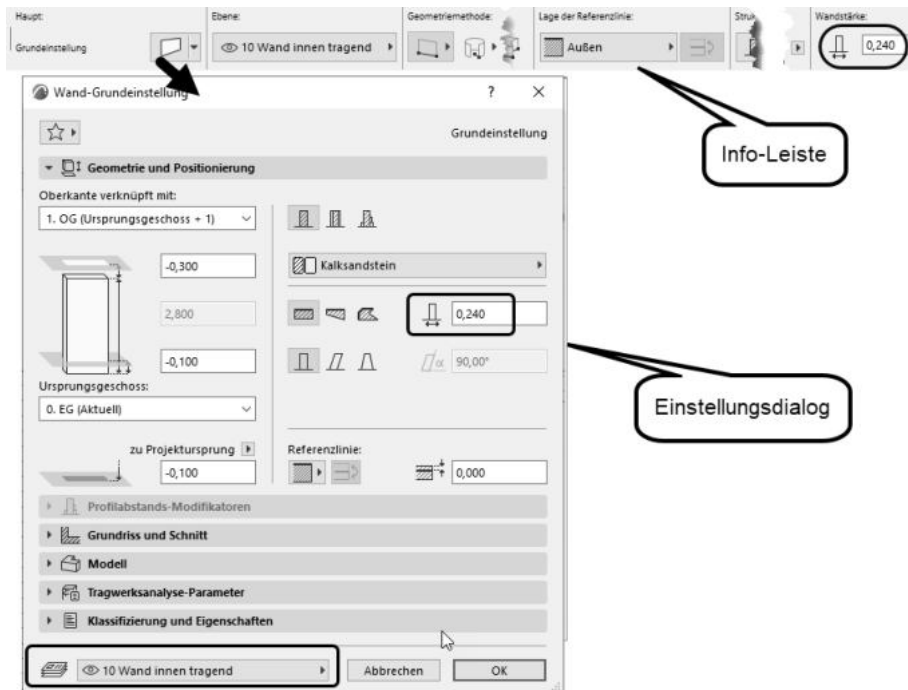 Haupt:
Ebene:
Geometriemethode:
Lage der Referenzlinie:
Wandstärke:
Grundeinstellung
10 Wand innen tragend
Außen
0,240
Wand-Grundeinstellung
?
Grundeinstellung
Info-Leiste
Geometrie und Positionierung
Oberkante verknüpft mit:
1. OG (Ursprungsgeschoss + 1)
-0,300
Kalksandstein
2,800
0,240
-0,100
α
90,00°
Ursprungsgeschoss:
0. EG (Aktuell)
Einstellungsdialog
zu Projektursprung
Referenzlinie:
-0,100
0,000
Profilabstands-Modifikatoren
Grundriss und Schnitt
Modell
Tragwerksanalyse-Parameter
Klassifizierung und Eigenschaften
10 Wand innen tragend
Abbrechen
OK